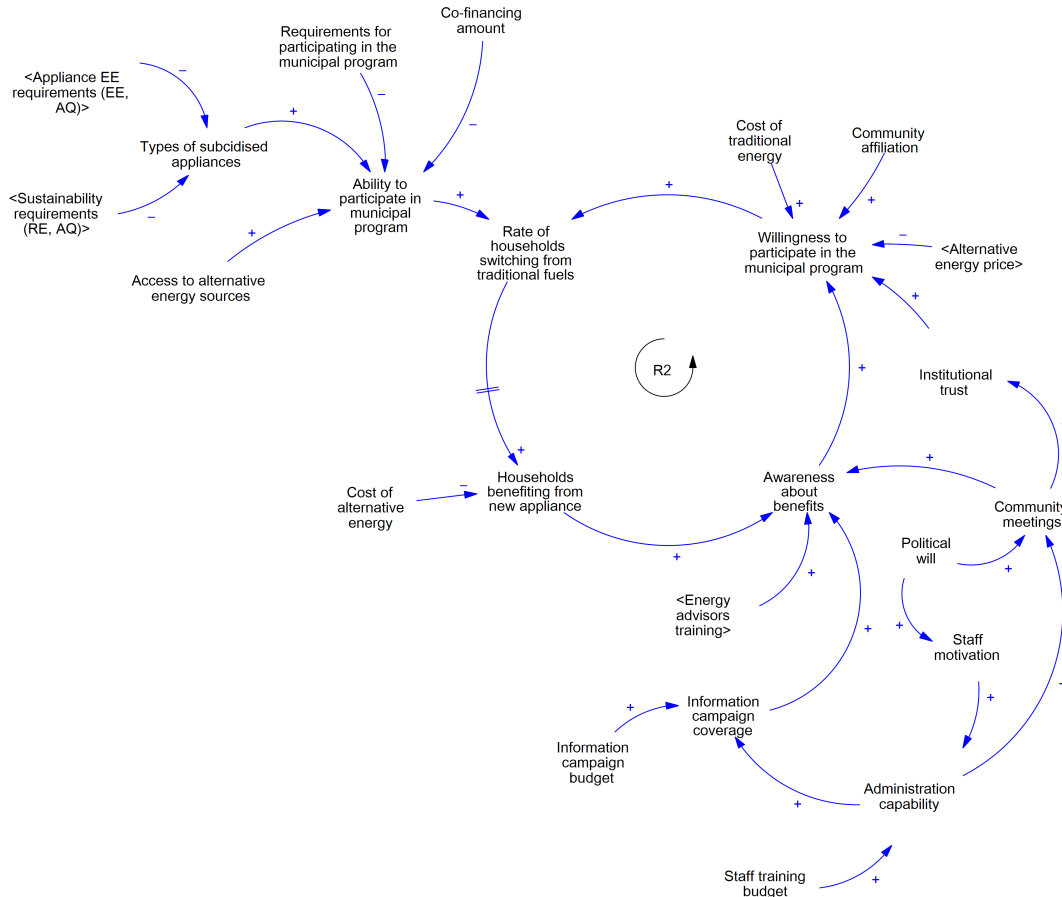 Co-financing
amount
Requirements for
participating in the
municipal program
<Appliance EE
requirements (EE,
AQ)>
Types of subcidised
appliances
<Sustainability
requirements
(RE, AQ)>
Access to alternative
energy sources
Ability to
participate in
municipal
program
Rate of
households
switching from
traditional fuels
Cost of
traditional
energy
Community
affiliation
Willingness to
participate in the
municipal program
<Alternative
energy price>
Institutional
trust
R2
Cost of
alternative
energy
Households
benefiting from
new appliance
Awareness
about
benefits
Community
meetings
Political
will
<Energy
advisors
training>
Staff
motivation
Information
campaign
coverage
Information
campaign
budget
Administration
capability
Staff training
budget